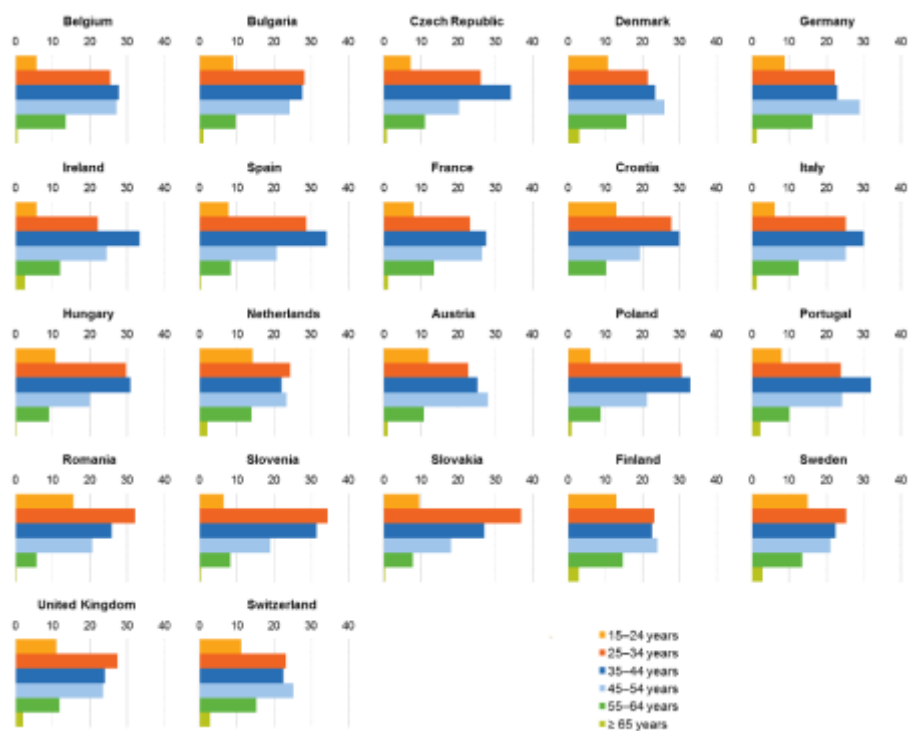 Belgium Bulgaria Czech Republic Denmark Germany
0 10 20 30 40 0 10 20 30 40 0 10 20 30 40 0 10 20 30 40 0 10 20 30 40
Ireland Spain France Croatia Italy
0 10 20 30 40 0 10 20 30 40 0 10 20 30 40 0 10 20 30 40 0 10 20 30 40
Hungary Netherlands Austria Poland Portugal
0 10 20 30 40 0 10 20 30 40 0 10 20 30 40 0 10 20 30 40 0 10 20 30 40
Romania Slovenia Slovakia Finland Sweden
0 10 20 30 40 0 10 20 30 40 0 10 20 30 40 0 10 20 30 40 0 10 20 30 40
United Kingdom Switzerland
0 10 20 30 40 0 10 20 30 40
15–24 years
25–34 years
35–44 years
45–54 years
55–64 years
≥ 65 years